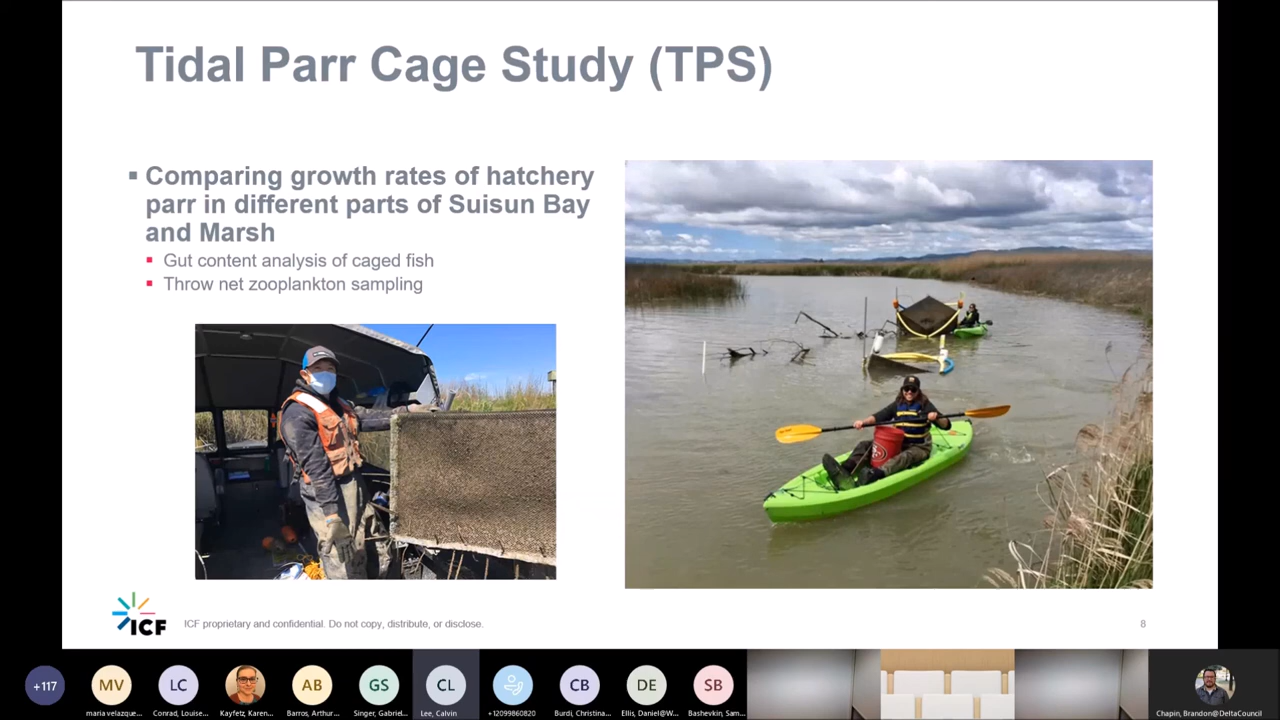 Tidal Parr Cage Study (TPS)
Comparing growth rates of hatchery
parr in different parts of Suisun Bay
and Marsh
Gut content analysis of caged fish
Throw net zooplankton sampling
ICF
ICF proprietary and confidential. Do not copy, distribute, or disclose.
8
+117
MV
LC
AB
GS
CL
CB
DE
SB
maria velazque...
Conrad, Louise...
Kayfetz, Karen...
Barros, Arthur...
Singer, Gabriel...
Lee, Calvin
+12099860820
Burdi, Christina...
Ellis, Daniel@W...
Bashevkin, Sam...
Chapin, Brandon@DeltaCouncil